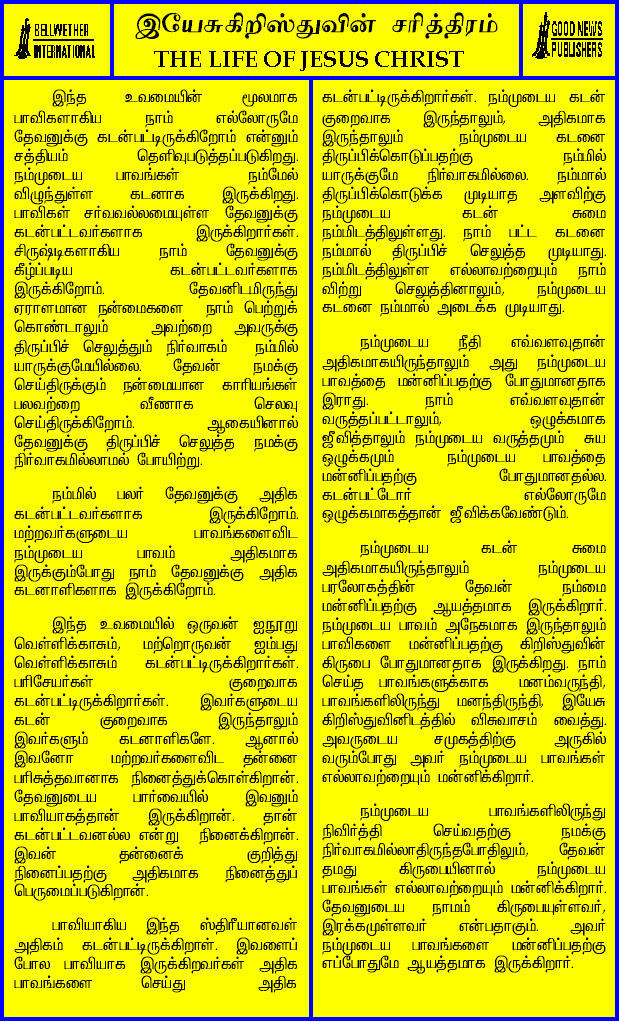 BELLWETHER
INTERNATIONAL
இயேசுகிறிஸ்துவின் சரித்திரம்
THE LIFE OF JESUS CHRIST
GOOD NEWS
PUBLISHERS
இந்த உவமையின் மூலமாக
பாவிகளாகிய நாம் எல்லோருமே
தேவனுக்கு கடன்பட்டிருக்கிறோம் என்னும்
சத்தியம் தெளிவுபடுத்தப்படுகிறது.
நம்முடைய பாவங்கள் நம்மேல்
விழுந்துள்ள கடனாக இருக்கிறது.
பாவிகள் சர்வவல்லமையுள்ள தேவனுக்கு
கடன்பட்டவர்களாக இருக்கிறார்கள்.
சிருஷ்டிகளாகிய நாம் தேவனுக்கு
கீழ்ப்படிய கடன்பட்டவர்களாக
இருக்கிறோம். தேவனிடமிருந்து
ஏராளமான நன்மைகளை நாம் பெற்றுக்
கொண்டாலும் அவற்றை அவருக்கு
திருப்பிச் செலுத்தும் நிர்வாகம் நம்மில்
யாருக்குமேயில்லை. தேவன் நமக்கு
செய்திருக்கும் நன்மையான காரியங்கள்
பலவற்றை வீணாக செலவு
செய்திருக்கிறோம். ஆகையினால்
தேவனுக்கு திருப்பிச் செலுத்த நமக்கு
நிர்வாகமில்லாமல் போயிற்று.
நம்மில் பலர் தேவனுக்கு அதிக
கடன்பட்டவர்களாக இருக்கிறோம்.
மற்றவர்களுடைய பாவங்களைவிட
நம்முடைய பாவம் அதிகமாக
இருக்கும்போது நாம் தேவனுக்கு அதிக
கடனாளிகளாக இருக்கிறோம்.
இந்த உவமையில் ஒருவன் ஐநூறு
வெள்ளிக்காசும், மற்றொருவன் ஐம்பது
வெள்ளிக்காசும் கடன்பட்டிருக்கிறார்கள்.
பரிசேயர்கள் குறைவாக
கடன்பட்டிருக்கிறார்கள். இவர்களுடைய
கடன் குறைவாக இருந்தாலும்
இவர்களும் கடனாளிகளே. ஆனால்
இவனோ மற்றவர்களைவிட தன்னை
பரிசுத்தவானாக நினைத்துக்கொள்கிறான்.
தேவனுடைய பார்வையில் இவனும்
பாவியாகத்தான் இருக்கிறான். தான்
கடன்பட்டவனல்ல என்று நினைக்கிறான்.
இவன் தன்னைக் குறித்து
நினைப்பதற்கு அதிகமாக நினைத்துப்
பெருமைப்படுகிறான்.
பாவியாகிய இந்த ஸ்திரீயானவள்
அதிகம் கடன்பட்டிருக்கிறாள். இவளைப்
போல பாவியாக இருக்கிறவர்கள் அதிக
பாவங்களை செய்து அதிக
கடன்பட்டிருக்கிறார்கள். நம்முடைய கடன்
குறைவாக இருந்தாலும், அதிகமாக
இருந்தாலும் நம்முடைய கடனை
திருப்பிக்கொடுப்பதற்கு நம்மில்
யாருக்குமே நிர்வாகமில்லை. நம்மால்
திருப்பிக்கொடுக்க முடியாத அளவிற்கு
நம்முடைய கடன் சுமை
நம்மிடத்திலுள்ளது. நாம் பட்ட கடனை
நம்மால் திருப்பிச் செலுத்த முடியாது.
நம்மிடத்திலுள்ள எல்லாவற்றையும் நாம்
விற்று செலுத்தினாலும், நம்முடைய
கடனை நம்மால் அடைக்க முடியாது.
நம்முடைய நீதி எவ்வளவுதான்
அதிகமாகயிருந்தாலும் அது நம்முடைய
பாவத்தை மன்னிப்பதற்கு போதுமானதாக
இராது. நாம் எவ்வளவுதான்
வருத்தப்பட்டாலும், ஒழுக்கமாக
ஜீவித்தாலும் நம்முடைய வருத்தமும் சுய
ஒழுக்கமும் நம்முடைய பாவத்தை
மன்னிப்பதற்கு போதுமானதல்ல.
கடன்பட்டோர் எல்லோருமே
ஒழுக்கமாகத்தான் ஜீவிக்கவேண்டும்.
நம்முடைய கடன் சுமை
அதிகமாகயிருந்தாலும் நம்முடைய
பரலோகத்தின் தேவன் நம்மை
மன்னிப்பதற்கு ஆயத்தமாக இருக்கிறார்.
நம்முடைய பாவம் அநேகமாக இருந்தாலும்
பாவிகளை மன்னிப்பதற்கு கிறிஸ்துவின்
கிருபை போதுமானதாக இருக்கிறது. நாம்
செய்த பாவங்களுக்காக மனம்வருந்தி,
பாவங்களிலிருந்து மனந்திருந்தி, இயேசு
கிறிஸ்துவினிடத்தில் விசுவாசம் வைத்து.
அவருடைய சமுகத்திற்கு அருகில்
வரும்போது அவர் நம்முடைய பாவங்கள்
எல்லாவற்றையும் மன்னிக்கிறார்.
நம்முடைய பாவங்களிலிருந்து
நிவிர்த்தி செய்வதற்கு நமக்கு
நிர்வாகமில்லாதிருந்தபோதிலும், தேவன்
தமது கிருபையினால் நம்முடைய
பாவங்கள் எல்லாவற்றையும் மன்னிக்கிறார்.
தேவனுடைய நாமம் கிருபையுள்ளவர்,
இரக்கமுள்ளவர் என்பதாகும். அவர்
நம்முடைய பாவங்களை மன்னிப்பதற்கு
எப்போதுமே ஆயத்தமாக இருக்கிறார்.